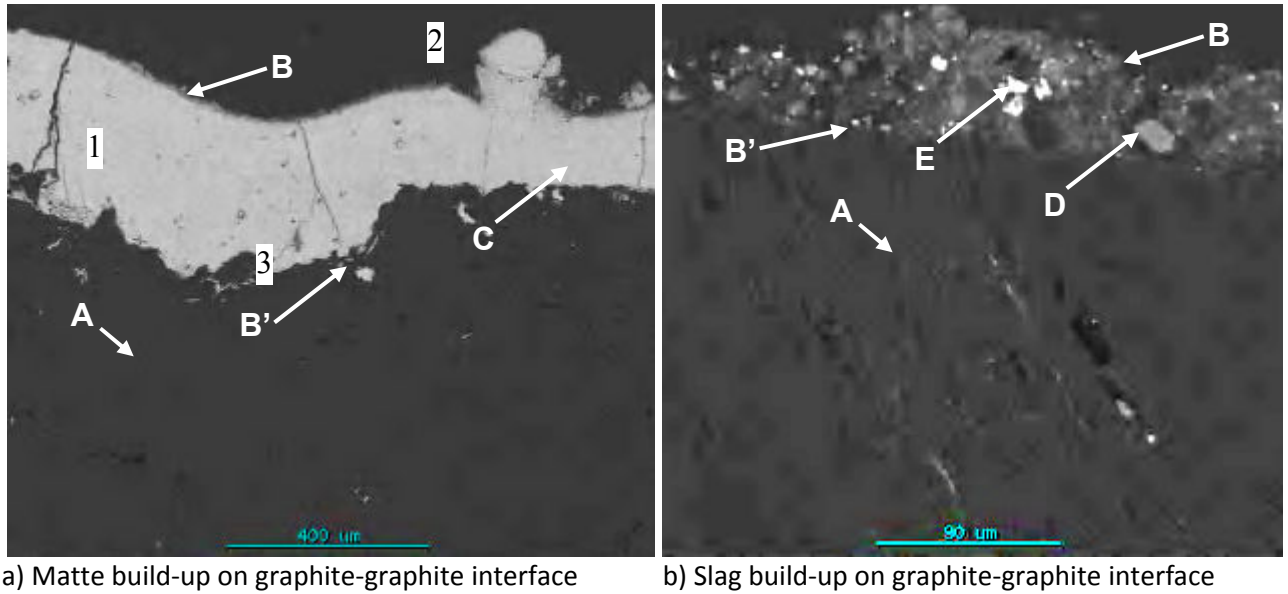 2
B
1
C
3
A
B’
400 um
B
B’
E
D
A
90 um
a) Matte build-up on graphite-graphite interface
b) Slag build-up on graphite-graphite interface